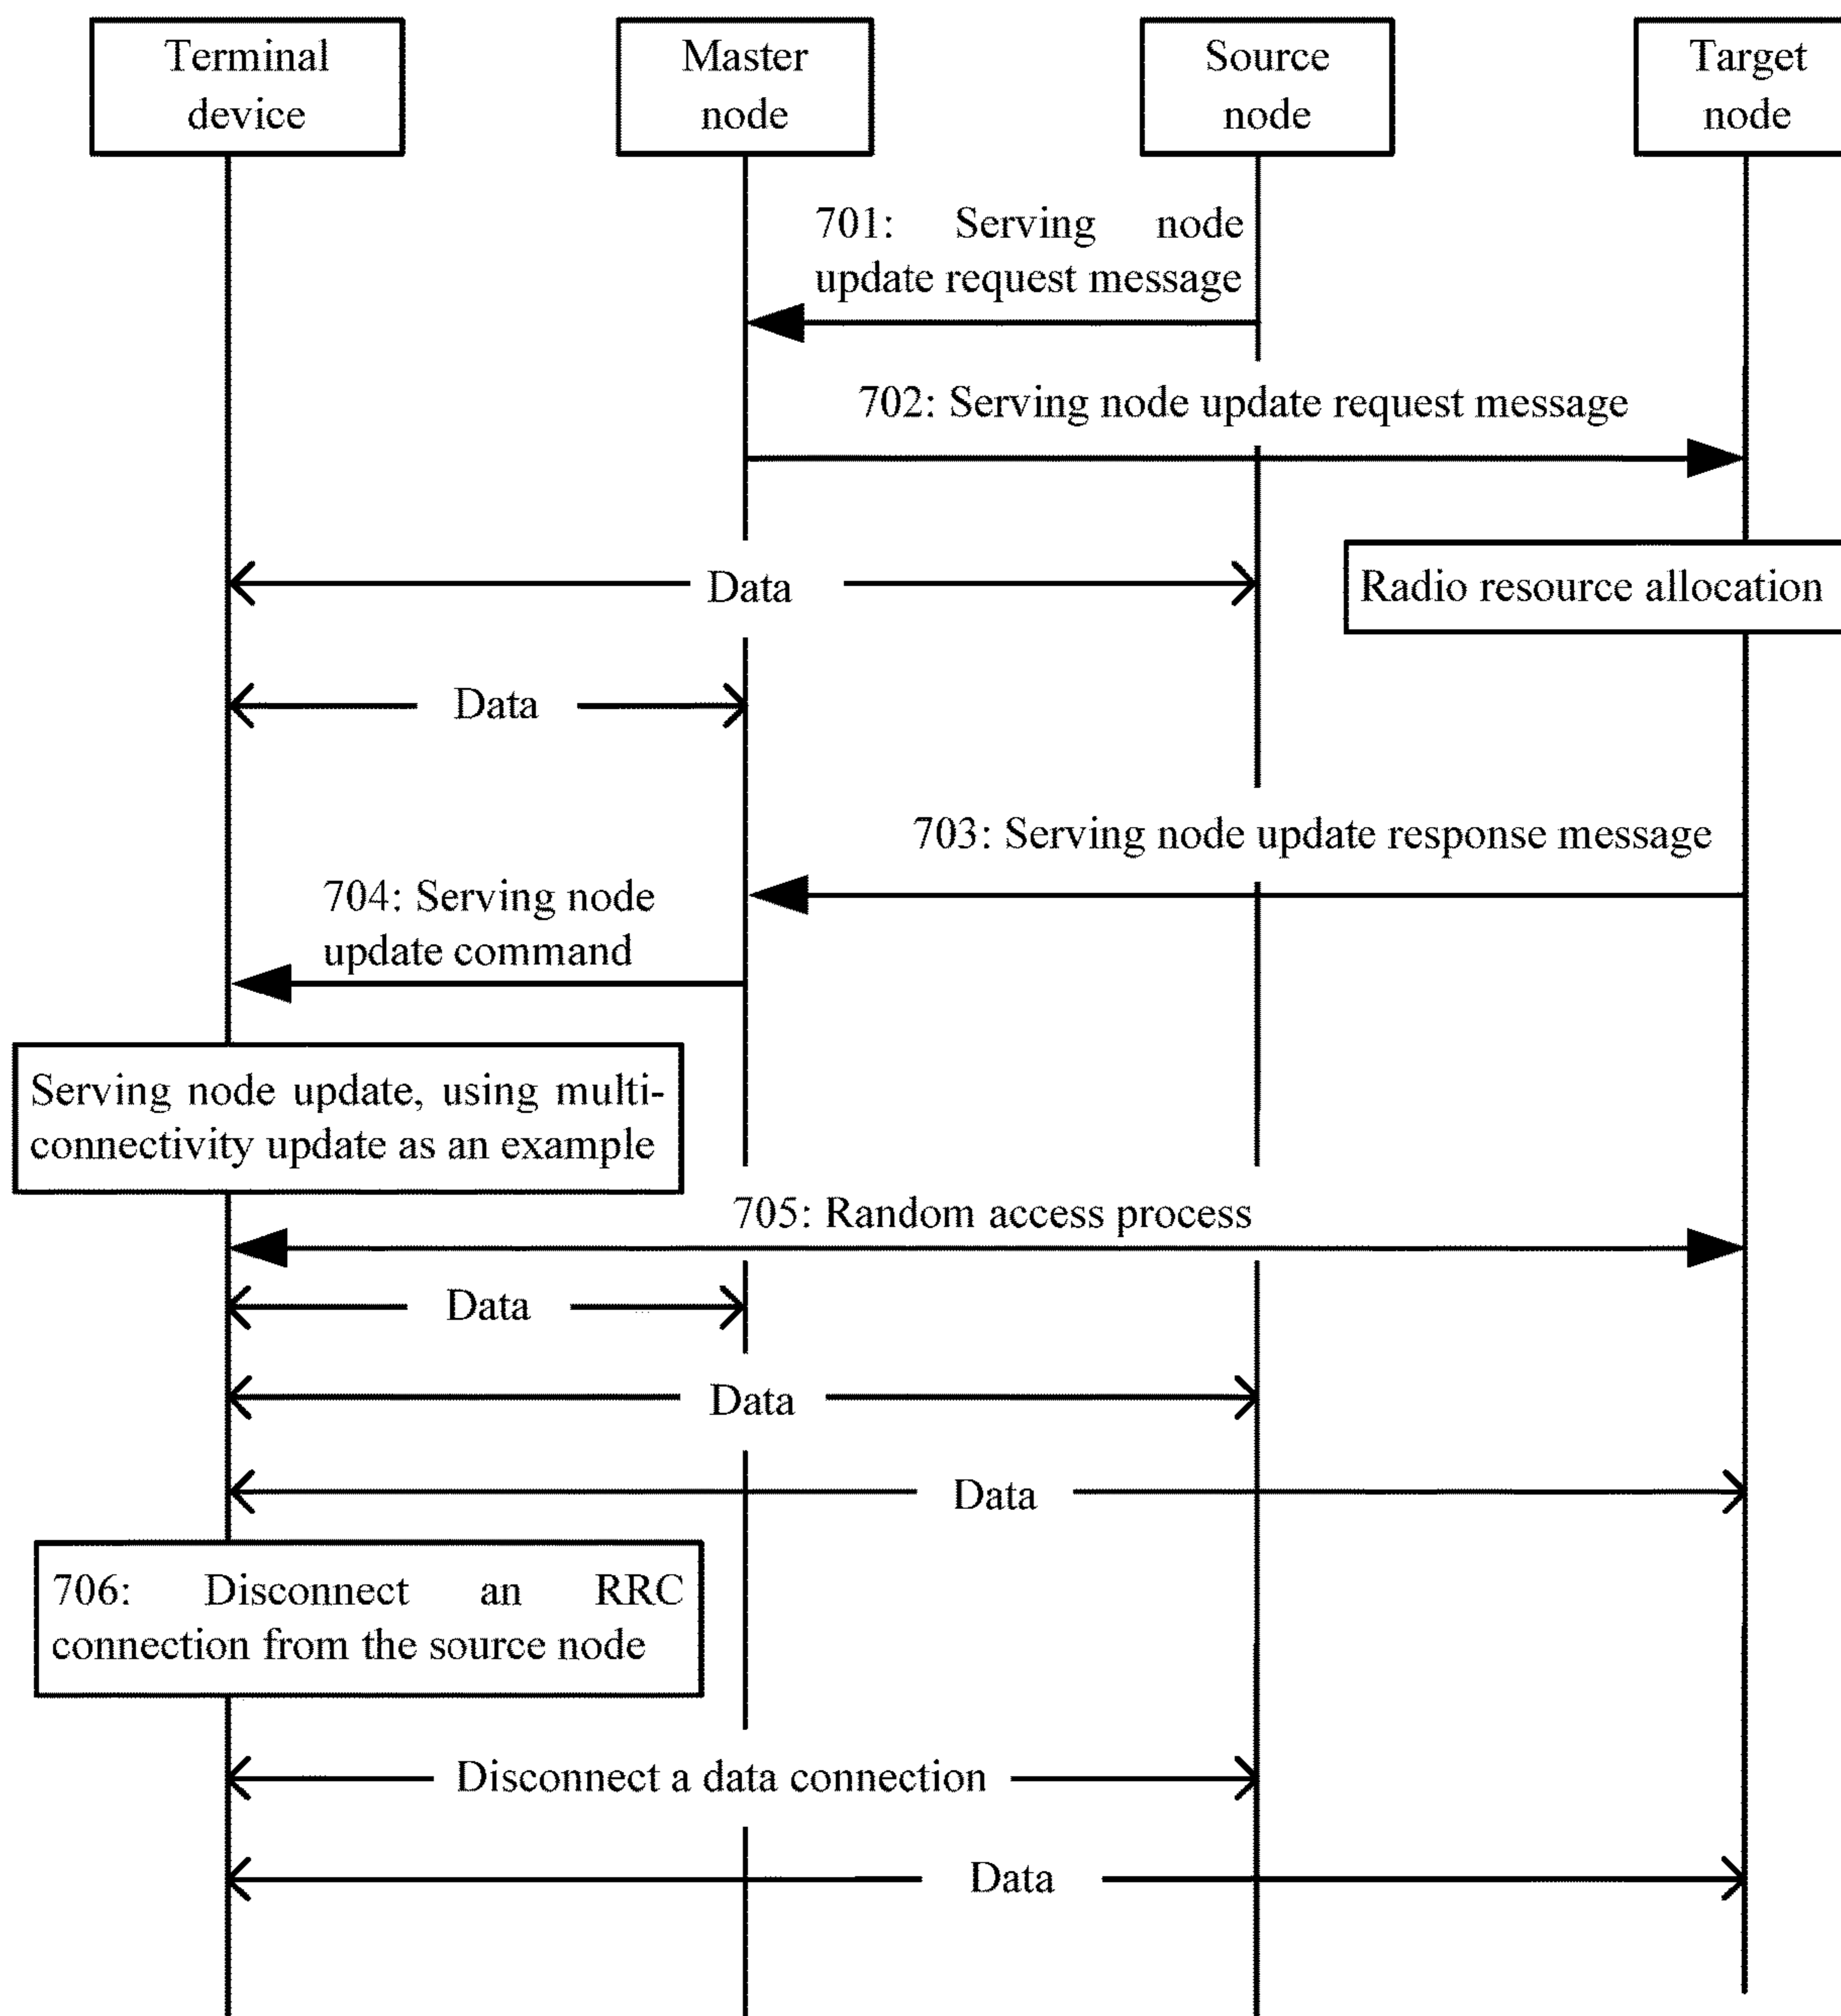 Terminal
device
Master
node
Source
node
Target
node
701: Serving node
update request message
702: Serving node update request message
Data
Radio resource allocation
Data
703: Serving node update response message
704: Serving node
update command
Serving node update, using multi-
connectivity update as an example
705: Random access process
Data
Data
Data
706: Disconnect an RRC
connection from the source node
Disconnect a data connection
Data